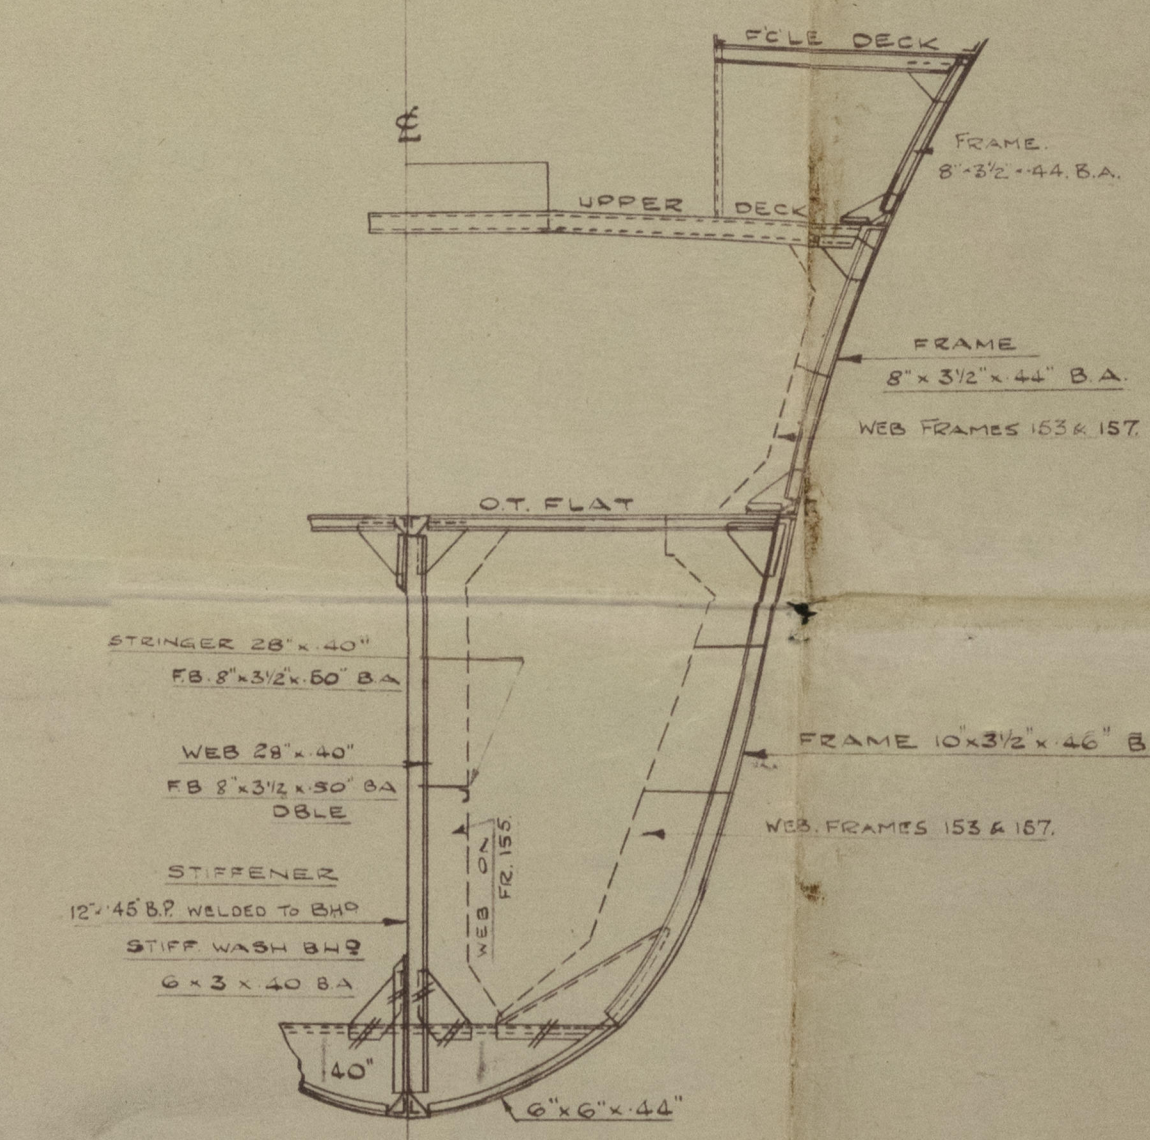 F'CLE DECK
℄
FRAME.
8" × 3½" × .44. B.A.
UPPER DECK
FRAME
8" x 3½" x .44" B.A.
WEB FRAMES 153 & 157.
O.T. FLAT
STRINGER 28" x .40"
F.B. 8" x 3½" x .50" B.A
FRAME 10" x 3½" x .46" B
WEB 28" x .40"
F.B 8" x 3½ x .50" BA
DBLE
WEB ON
FR. 155.
WEB. FRAMES 153 & 157.
STIFFENER
12" × .45" B.P. WELDED TO BHD
STIFF. WASH BHD
6 x 3 x .40 B.A
.40"
6" x 6" x .44"